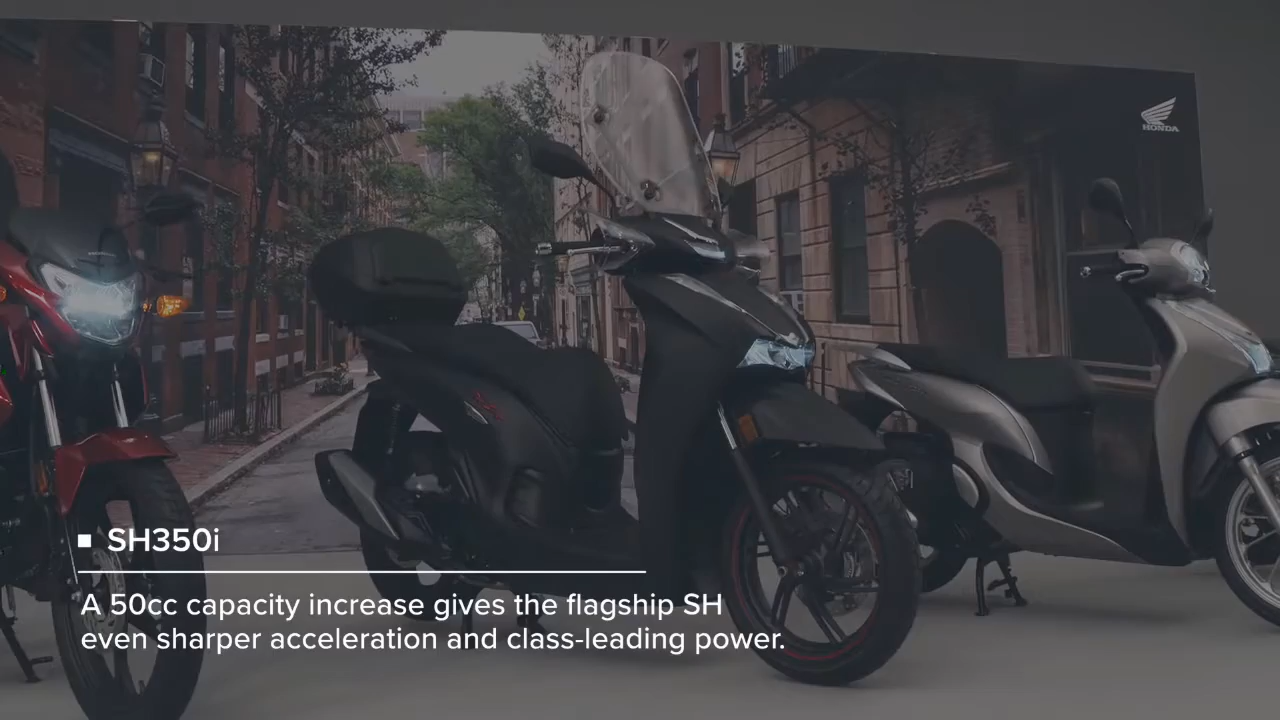 HONDA
SH350i
A 50cc capacity increase gives the flagship SH
even sharper acceleration and class-leading power.